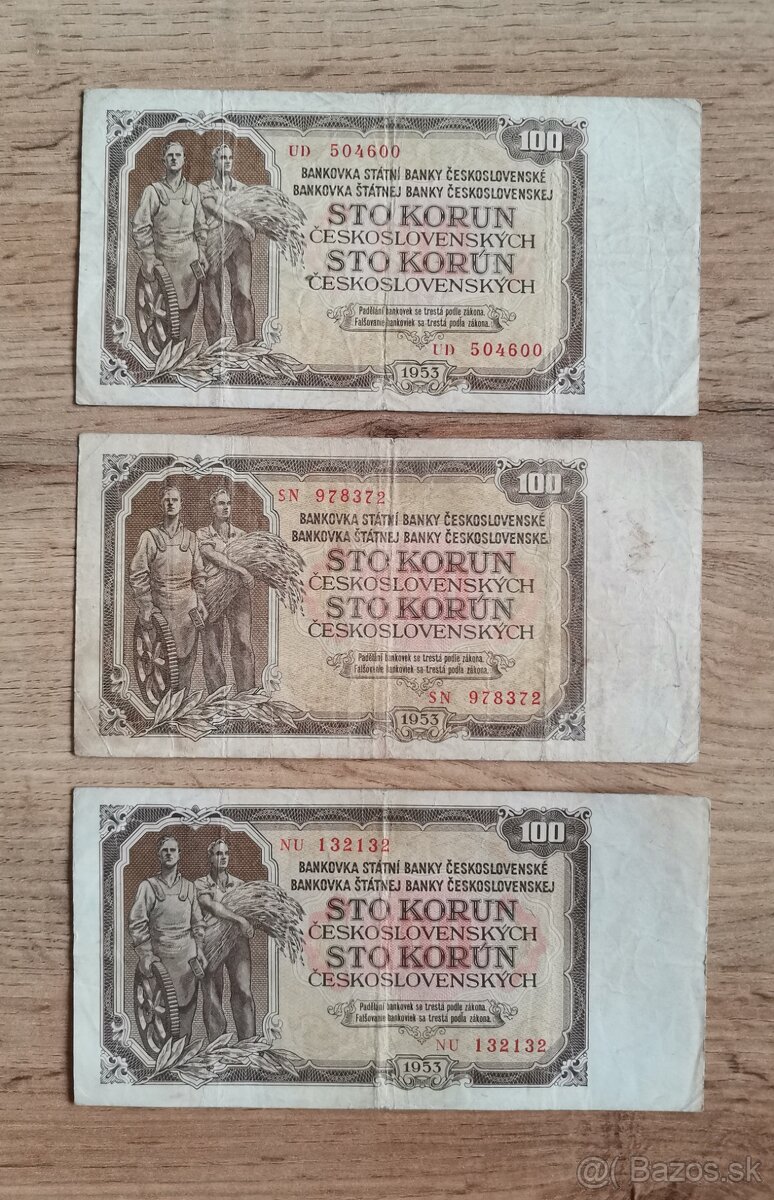 100
UD 504600
BANKOVKA STÁTNÍ BANKY ČESKOSLOVENSKÉ
BANKOVKA ŠTÁTNEJ BANKY ČESKOSLOVENSKEJ
STO KORUN
ČESKOSLOVENSKÝCH
STO KORÚN
ČESKOSLOVENSKÝCH
Padělání bankovek se trestá podle zákona.
Falšovanie bankoviek sa trestá podľa zákona.
UD 504600
1953
100
SN 978372
BANKOVKA STÁTNÍ BANKY ČESKOSLOVENSKÉ
BANKOVKA ŠTÁTNEJ BANKY ČESKOSLOVENSKEJ
STO KORUN
ČESKOSLOVENSKÝCH
STO KORÚN
ČESKOSLOVENSKÝCH
Padělání bankovek se trestá podle zákona.
Falšovanie bankoviek sa trestá podľa zákona.
SN 978372
1953
100
NU 132132
BANKOVKA STÁTNÍ BANKY ČESKOSLOVENSKÉ
BANKOVKA ŠTÁTNEJ BANKY ČESKOSLOVENSKEJ
STO KORUN
ČESKOSLOVENSKÝCH
STO KORÚN
ČESKOSLOVENSKÝCH
Padělání bankovek se trestá podle zákona.
Falšovanie bankoviek sa trestá podľa zákona.
NU 132132
1953
@( Bazos.sk